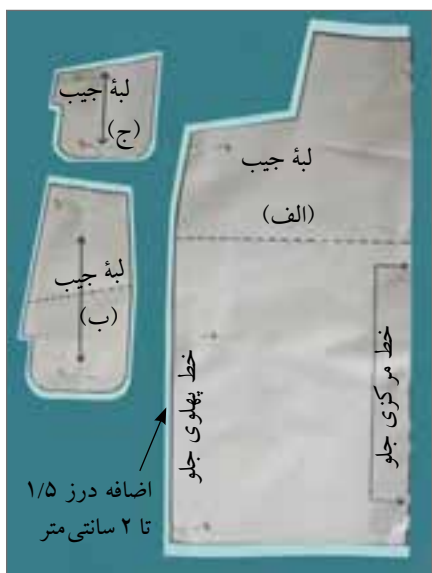 لبهٔ جیب
(ج)
لبهٔ جیب
(الف)
لبهٔ جیب
(ب)
خط پهلوی جلو
خط مرکزی جلو
اضافه درز ۱/۵
تا ۲ سانتی‌متر